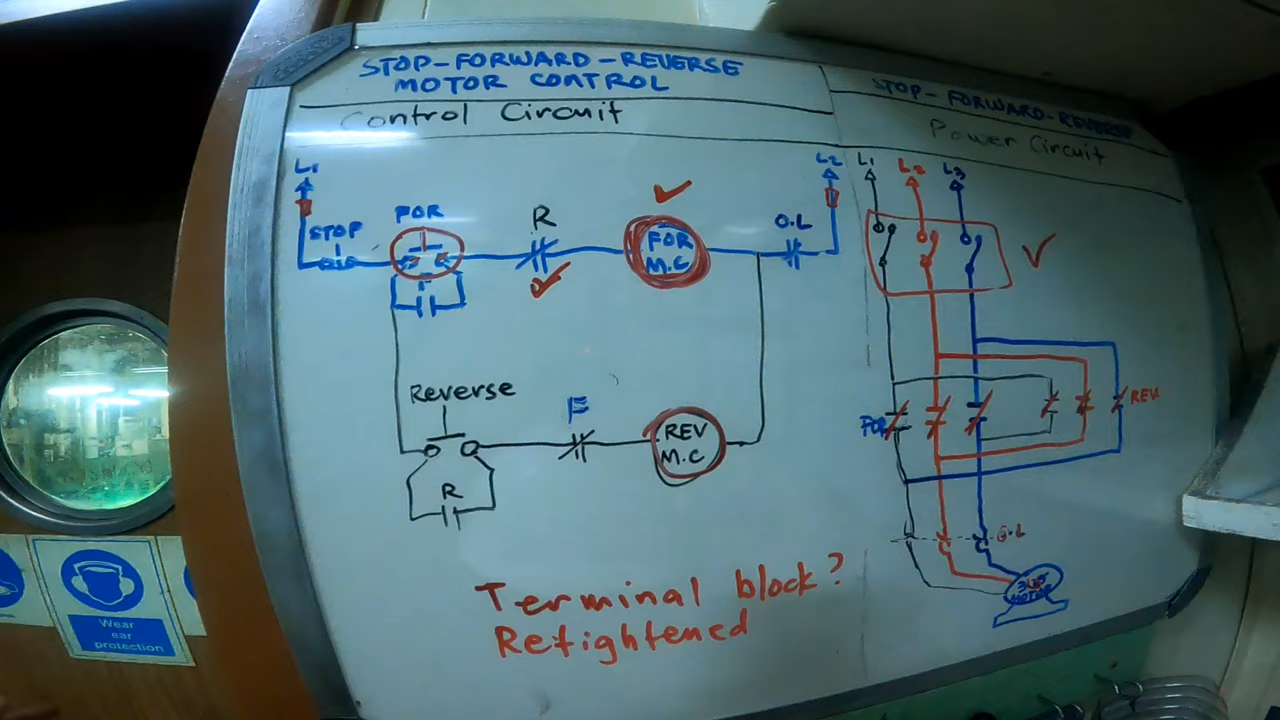 STOP-FORWARD-REVERSE
MOTOR CONTROL
Control Circuit
L1
STOP
FOR
R
FOR
M.C
O.L
L2
Reverse
R
F
REV
M.C
Terminal block?
Retightened
STOP-FORWARD-REVERSE
Power Circuit
L1
L2
L3
FOR
REV.
O.L
MOTOR
Wear
ear
protection